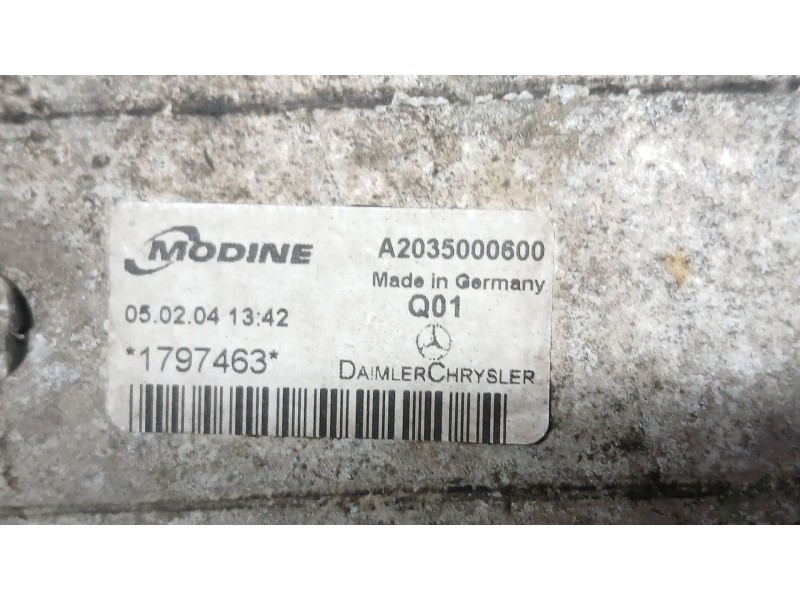 MODINE
A2035000600
Made in Germany
05.02.04 13:42
Q01
*1797463*
DAIMLERCHRYSLER